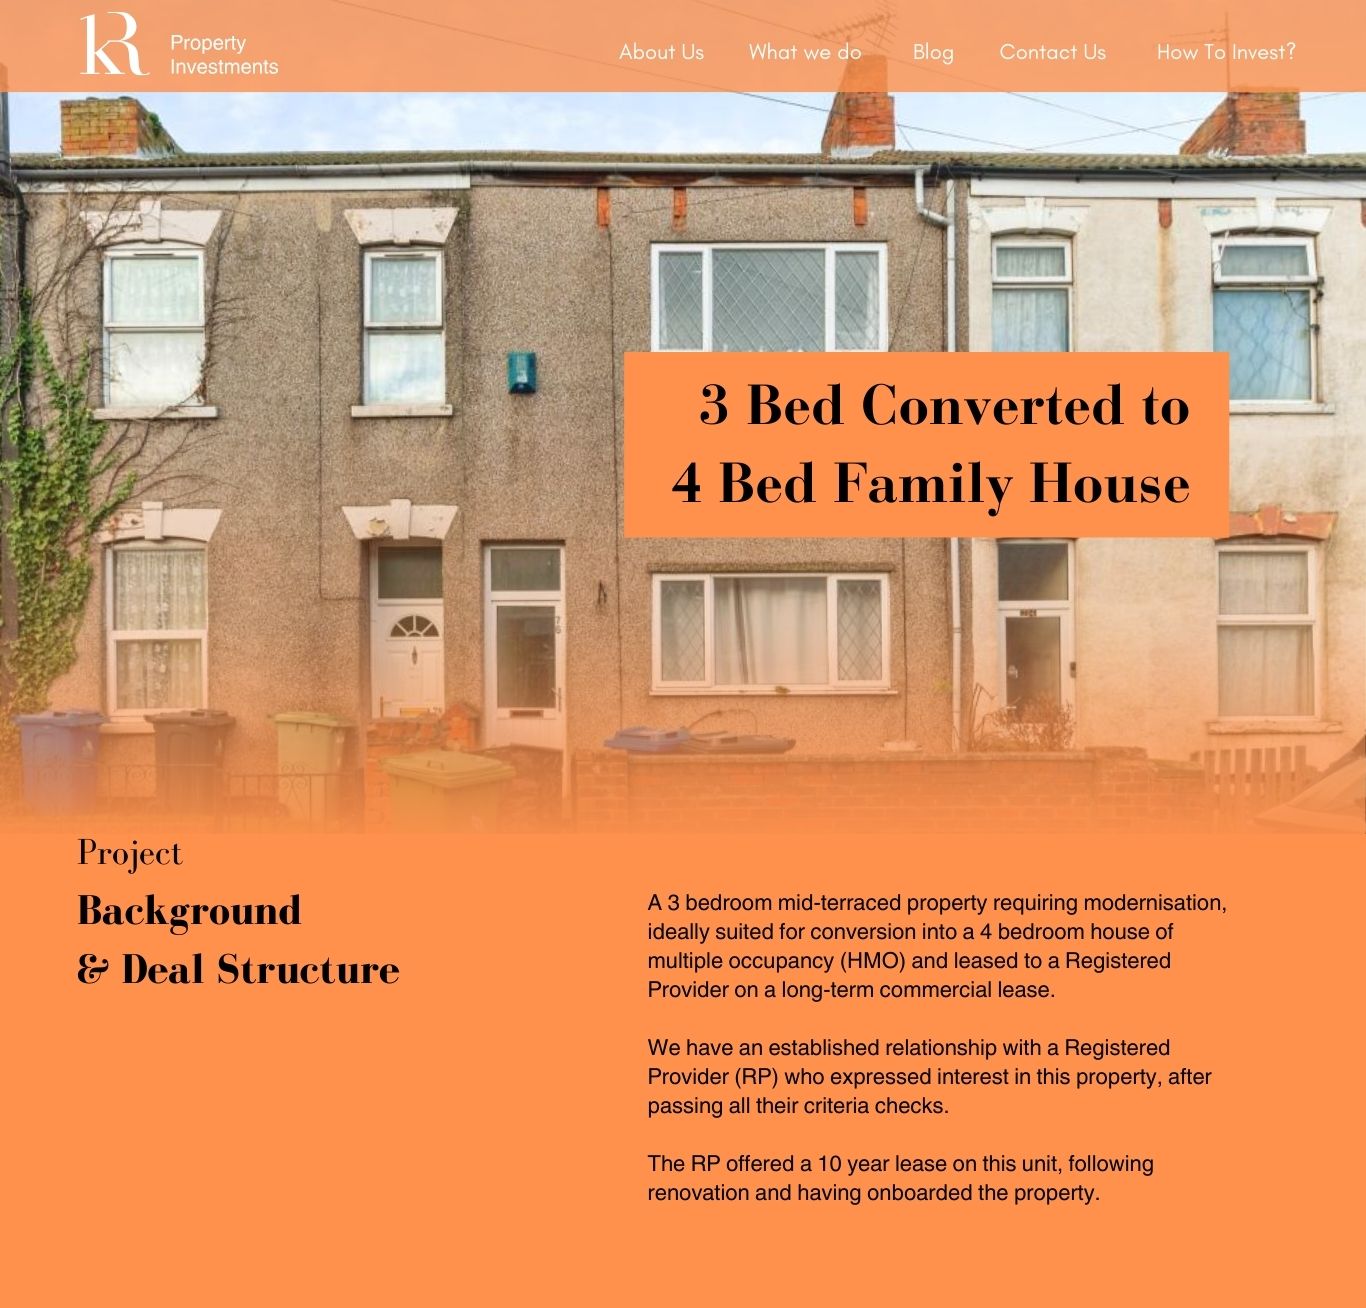 KR
Property
Investments
About Us What we do Blog Contact Us How To Invest?
3 Bed Converted to
4 Bed Family House
Project
Background
& Deal Structure
A 3 bedroom mid-terraced property requiring modernisation,
ideally suited for conversion into a 4 bedroom house of
multiple occupancy (HMO) and leased to a Registered
Provider on a long-term commercial lease.
We have an established relationship with a Registered
Provider (RP) who expressed interest in this property, after
passing all their criteria checks.
The RP offered a 10 year lease on this unit, following
renovation and having onboarded the property.